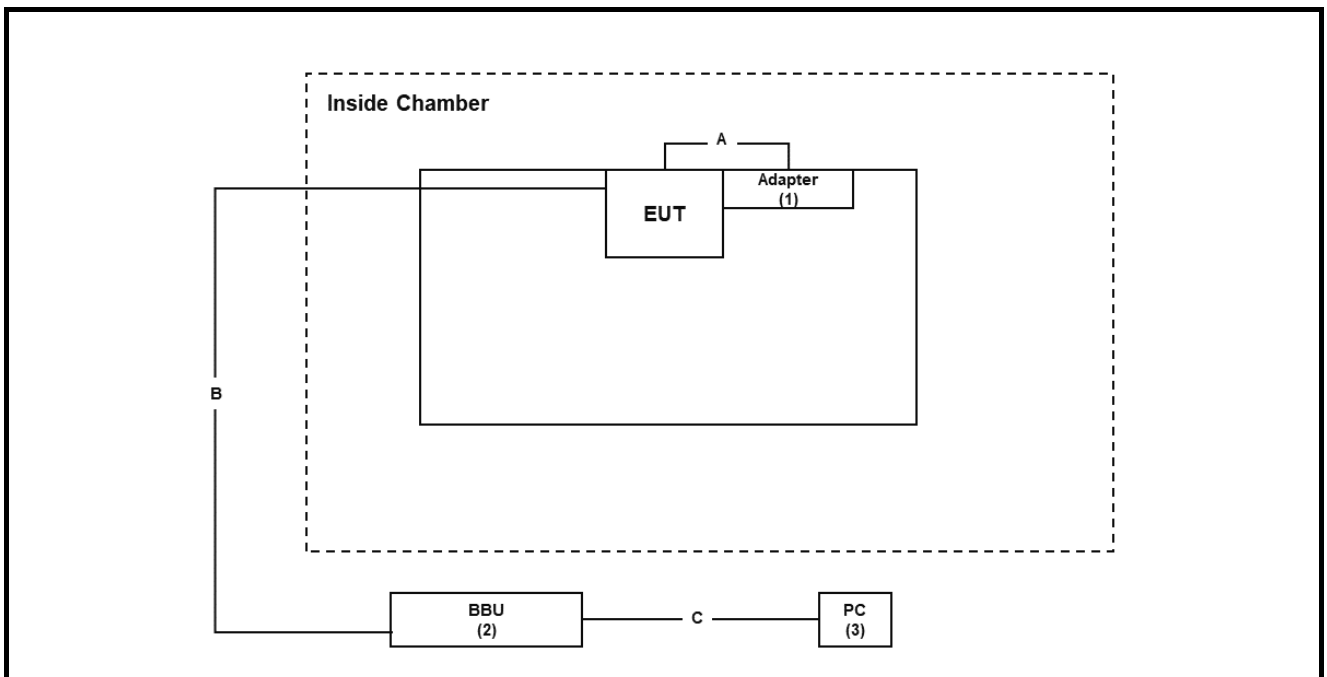 Inside Chamber
A
Adapter
(1)
EUT
B
BBU
(2)
C
PC
(3)